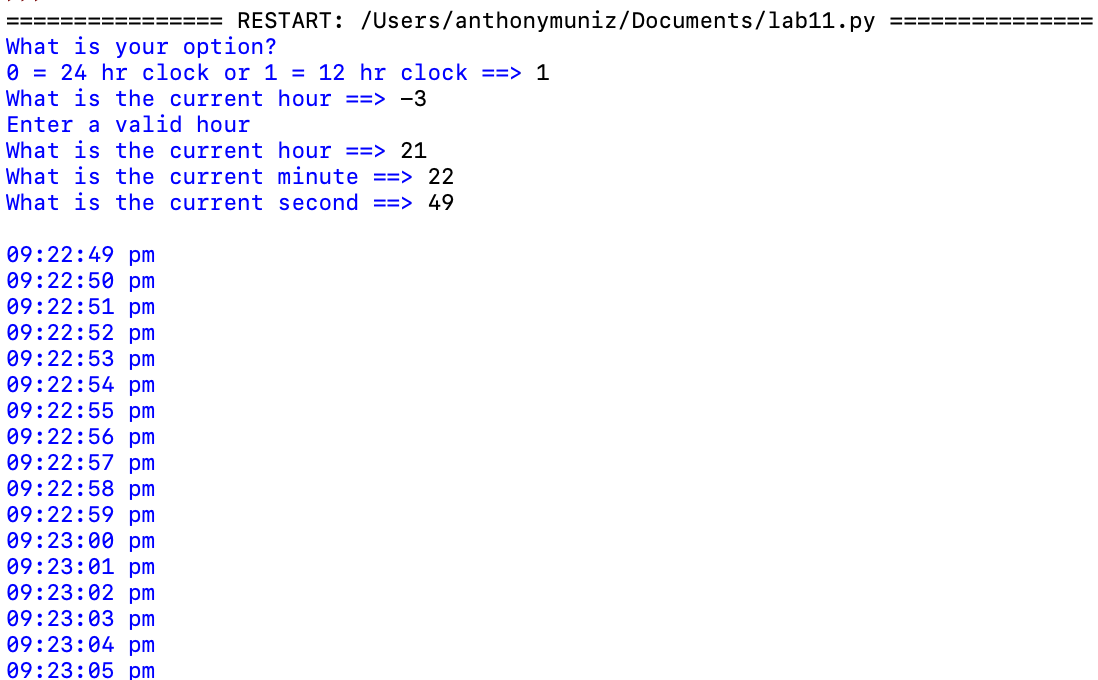 ================ RESTART: /Users/anthonymuniz/Documents/lab11.py ===============
What is your option?
0 = 24 hr clock or 1 = 12 hr clock ==> 1
What is the current hour ==> -3
Enter a valid hour
What is the current hour ==> 21
What is the current minute ==> 22
What is the current second ==> 49

09:22:49 pm
09:22:50 pm
09:22:51 pm
09:22:52 pm
09:22:53 pm
09:22:54 pm
09:22:55 pm
09:22:56 pm
09:22:57 pm
09:22:58 pm
09:22:59 pm
09:23:00 pm
09:23:01 pm
09:23:02 pm
09:23:03 pm
09:23:04 pm
09:23:05 pm